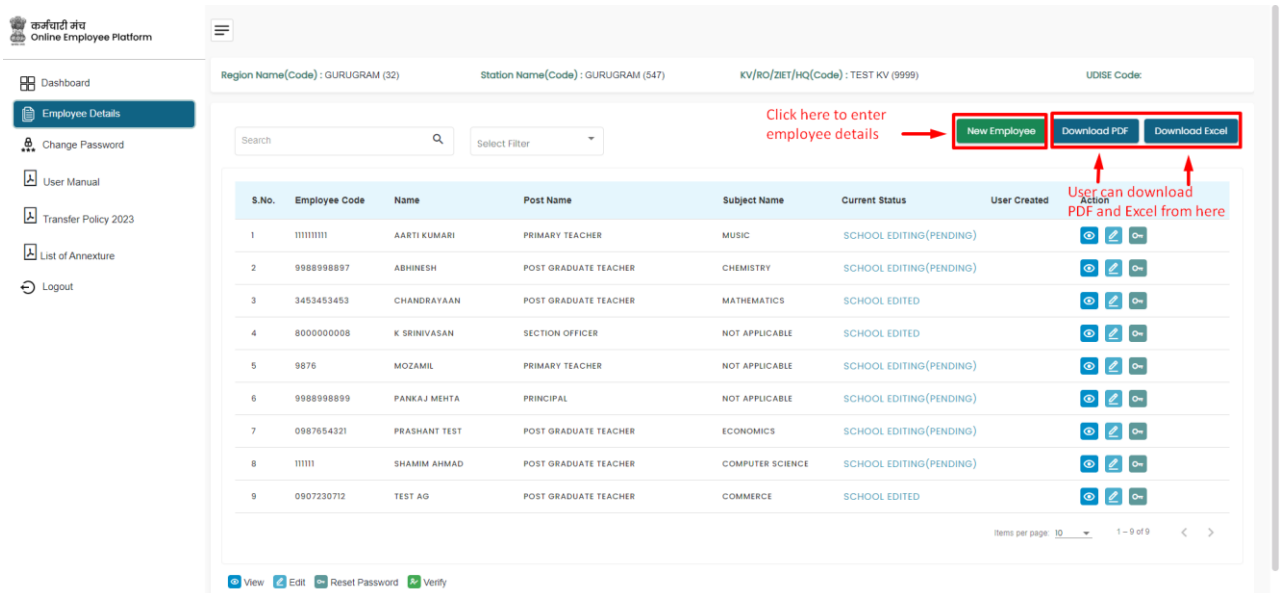 कर्मचारी मंच
Online Employee Platform
Dashboard
Employee Details
Change Password
User Manual
Transfer Policy 2023
List of Annexture
Logout
Region Name(Code) : GURUGRAM (32) Station Name(Code) : GURUGRAM (547) KV/RO/ZIET/HQ(Code) : TEST KV (9999) UDISE Code:
Click here to enter
employee details
Search Select Filter New Employee Download PDF Download Excel
User can download
PDF and Excel from here
S.No. Employee Code Name Post Name Subject Name Current Status User Created Action
1 1111111111 AARTI KUMARI PRIMARY TEACHER MUSIC SCHOOL EDITING(PENDING)
2 9988998897 ABHINESH POST GRADUATE TEACHER CHEMISTRY SCHOOL EDITING(PENDING)
3 3453453453 CHANDRAYAAN POST GRADUATE TEACHER MATHEMATICS SCHOOL EDITED
4 8000000008 K SRINIVASAN SECTION OFFICER NOT APPLICABLE SCHOOL EDITED
5 9876 MOZAMIL PRIMARY TEACHER NOT APPLICABLE SCHOOL EDITING(PENDING)
6 9988998899 PANKAJ MEHTA PRINCIPAL NOT APPLICABLE SCHOOL EDITING(PENDING)
7 0987654321 PRASHANT TEST POST GRADUATE TEACHER ECONOMICS SCHOOL EDITING(PENDING)
8 111111 SHAMIM AHMAD POST GRADUATE TEACHER COMPUTER SCIENCE SCHOOL EDITING(PENDING)
9 0907230712 TEST AG POST GRADUATE TEACHER COMMERCE SCHOOL EDITED
Items per page: 10 1 – 9 of 9
View Edit Reset Password Verify